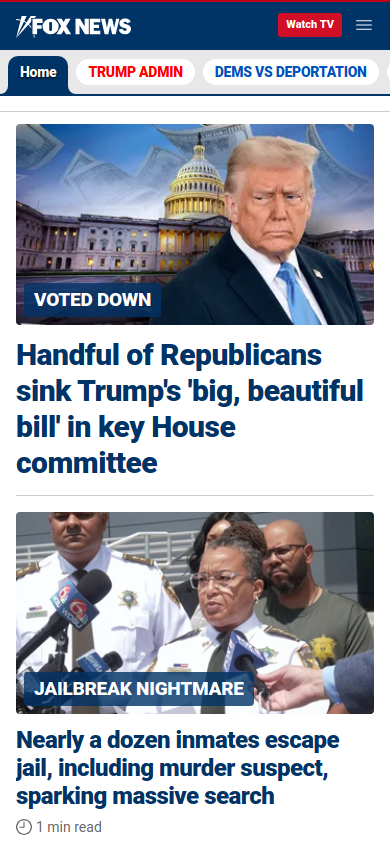 FOX NEWS
Watch TV
Home
TRUMP ADMIN
DEMS VS DEPORTATION
VOTED DOWN
Handful of Republicans
sink Trump's 'big, beautiful
bill' in key House
committee
JAILBREAK NIGHTMARE
Nearly a dozen inmates escape
jail, including murder suspect,
sparking massive search
1 min read